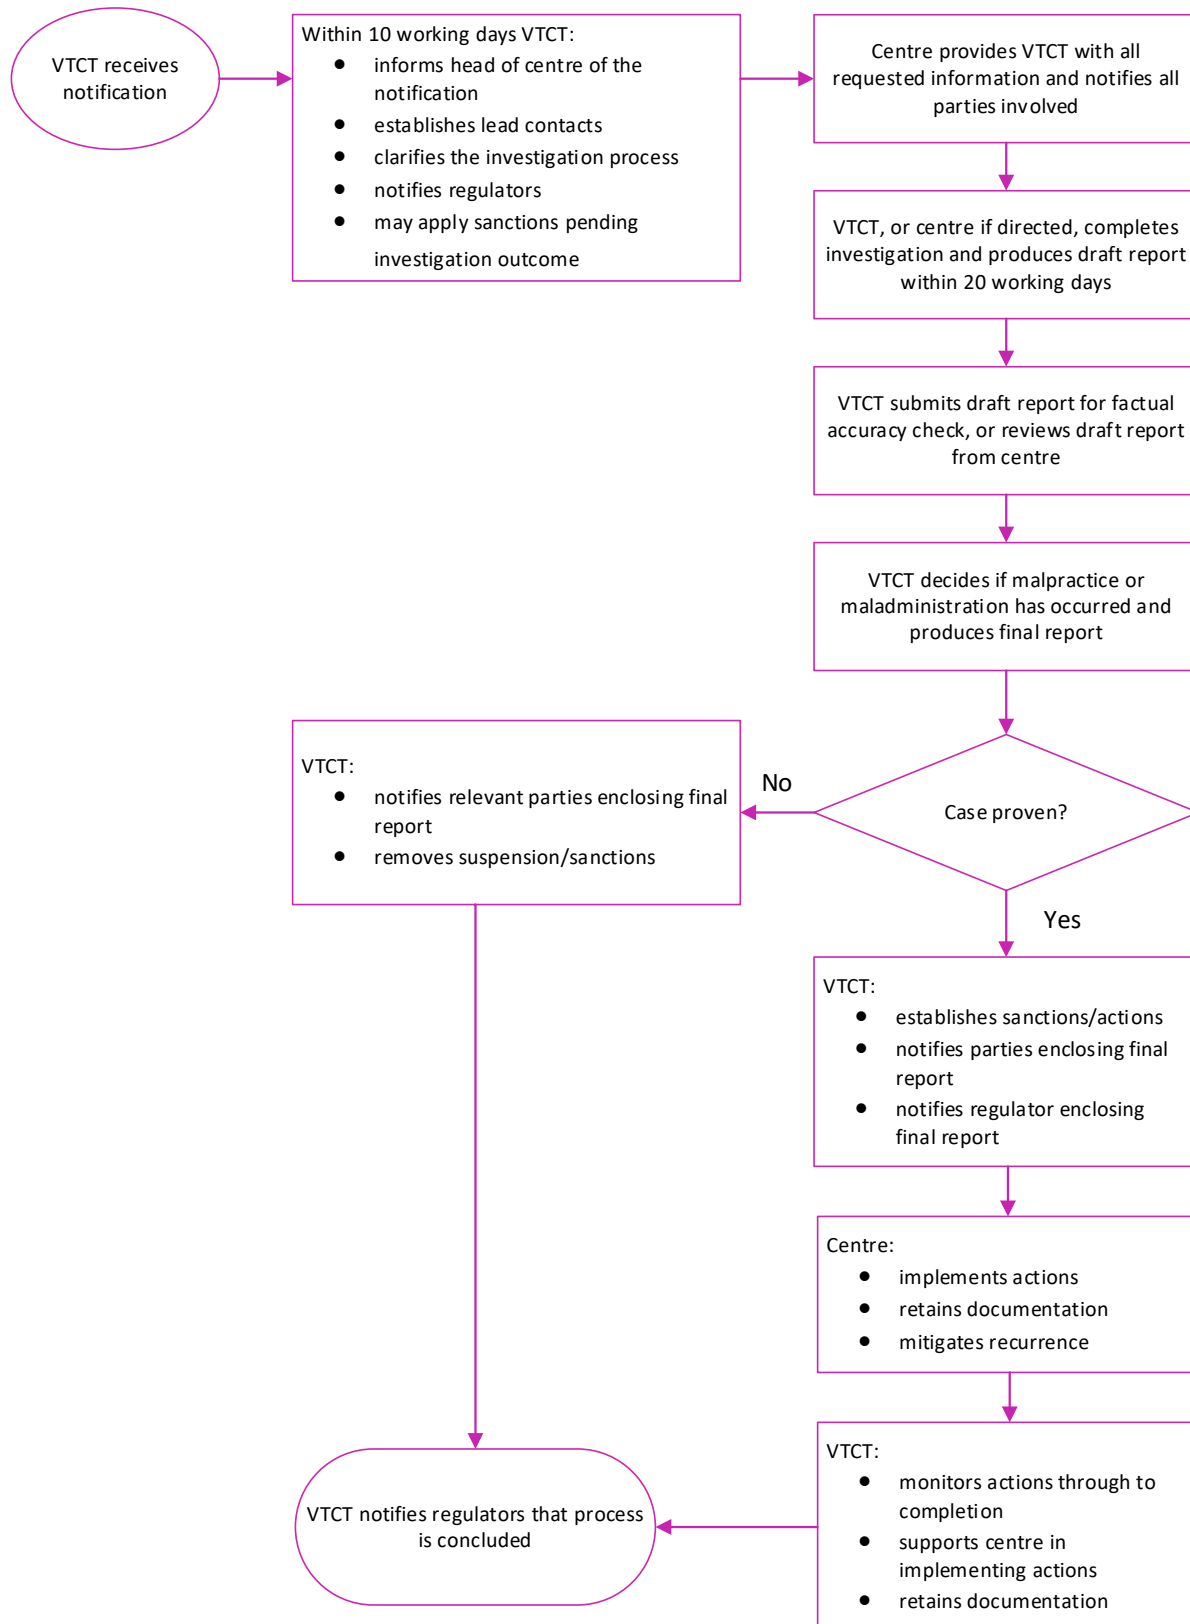 VTCT receives
notification
Within 10 working days VTCT:
● informs head of centre of the
notification
● establishes lead contacts
● clarifies the investigation process
● notifies regulators
● may apply sanctions pending
investigation outcome
Centre provides VTCT with all
requested information and notifies all
parties involved
VTCT, or centre if directed, completes
investigation and produces draft report
within 20 working days
VTCT submits draft report for factual
accuracy check, or reviews draft report
from centre
VTCT decides if malpractice or
maladministration has occurred and
produces final report
Case proven?
No
VTCT:
● notifies relevant parties enclosing final
report
● removes suspension/sanctions
Yes
VTCT:
● establishes sanctions/actions
● notifies parties enclosing final
report
● notifies regulator enclosing
final report
Centre:
● implements actions
● retains documentation
● mitigates recurrence
VTCT:
● monitors actions through to
completion
● supports centre in
implementing actions
● retains documentation
VTCT notifies regulators that process
is concluded